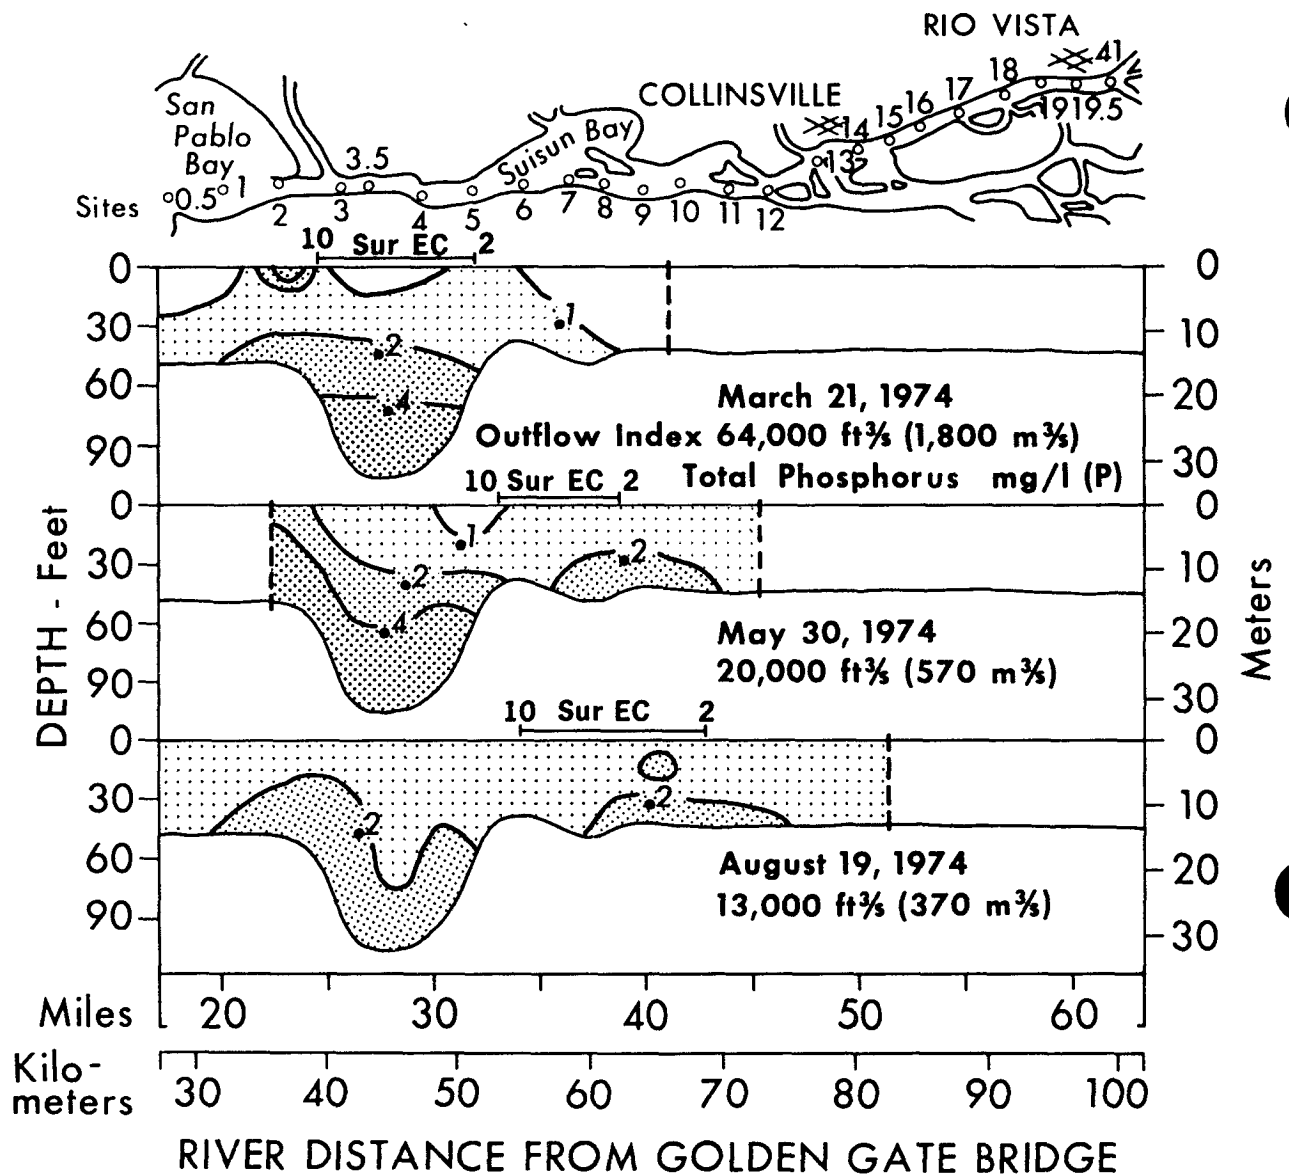 RIO VISTA
41
18
17
19 19.5
COLLINSVILLE
16
15
14
13
San
Pablo
Bay
3.5
Suisun Bay
Sites
0.5 1 2 3 4 5 6 7 8 9 10 11 12
10 Sur EC 2
0 0
1
30 10
2
60 20
4
March 21, 1974
Outflow Index 64,000 ft³/s (1,800 m³/s)
90 30
Total Phosphorus mg/l (P)
10 Sur EC 2
0 0
1
30 10
2 2
60 20
4
May 30, 1974
20,000 ft³/s (570 m³/s)
90 30
DEPTH - Feet
Meters
10 Sur EC 2
0 0
30 10
2 2
60 20
August 19, 1974
13,000 ft³/s (370 m³/s)
90 30
Miles 20 30 40 50 60
Kilo-
meters 30 40 50 60 70 80 90 100
RIVER DISTANCE FROM GOLDEN GATE BRIDGE